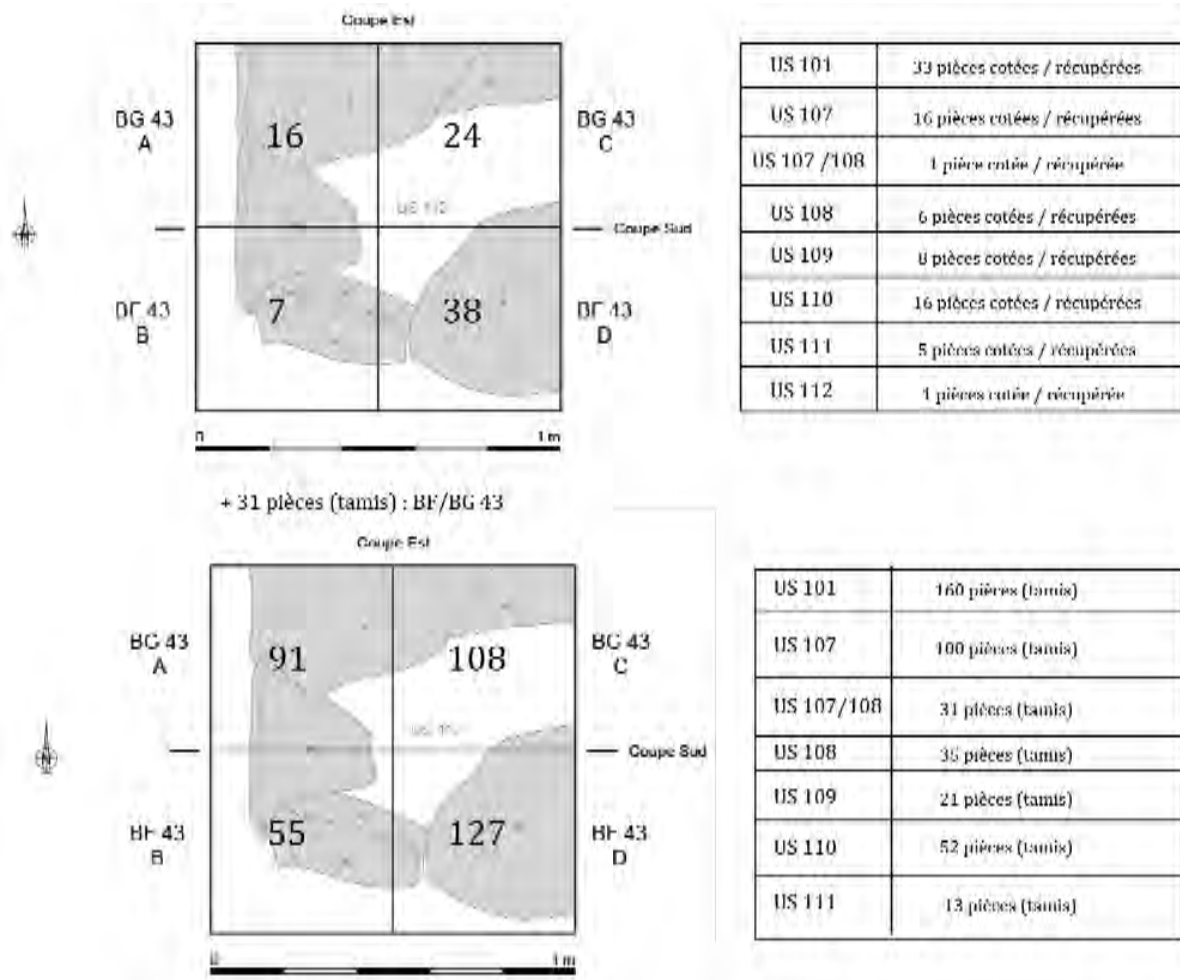 Coupe Est
BG 43
A
16
24
BG 43
C
US 112
Coupe Sud
BF 43
B
7
38
BF 43
D
0
1 m
US 101 33 pièces cotées / récupérées
US 107 16 pièces cotées / récupérées
US 107 /108 1 pièce cotée / récupérée
US 108 6 pièces cotées / récupérées
US 109 8 pièces cotées / récupérées
US 110 16 pièces cotées / récupérées
US 111 5 pièces cotées / récupérées
US 112 1 pièces cotée / récupérée
+ 31 pièces (tamis) : BF/BG 43
Coupe Est
BG 43
A
91
108
BG 43
C
Coupe Sud
BF 43
B
55
127
BF 43
D
0
1 m
N
US 101 160 pièces (tamis)
US 107 100 pièces (tamis)
US 107/108 31 pièces (tamis)
US 108 35 pièces (tamis)
US 109 21 pièces (tamis)
US 110 52 pièces (tamis)
US 111 13 pièces (tamis)